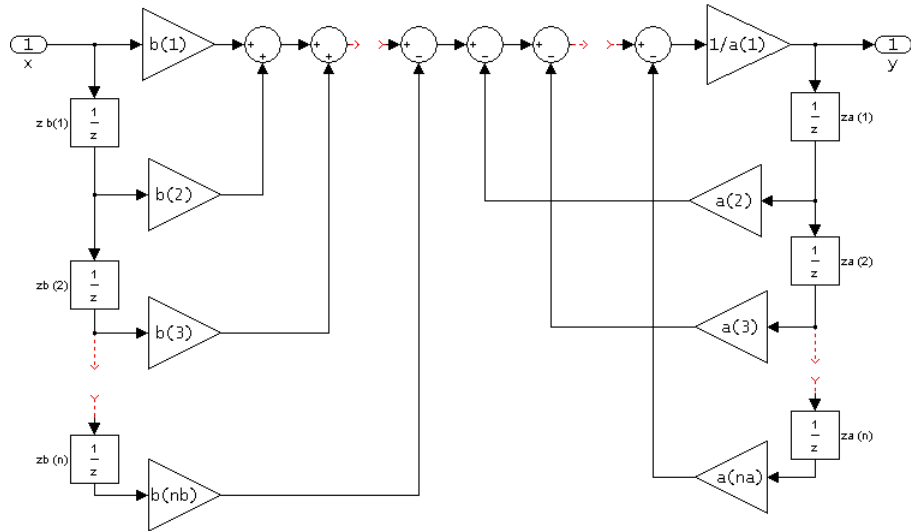 1
x
b(1)
+
+
+
+
+
-
+
-
+
-
+
-
1/a(1)
1
y
zb(1)
1
z
1
z
za(1)
b(2)
a(2)
zb(2)
1
z
1
z
za(2)
b(3)
a(3)
zb(n)
1
z
1
z
za(n)
b(nb)
a(na)